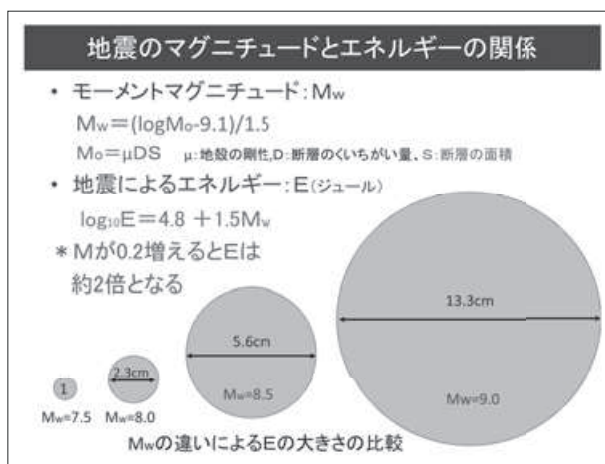 地震のマグニチュードとエネルギーの関係
・ モーメントマグニチュード：Mw
Mw＝(logMo-9.1)/1.5
Mo＝μDS　μ：地殻の剛性,D：断層のくいちがい量、S：断層の面積
・ 地震によるエネルギー：E(ジュール)
log10E＝4.8 ＋1.5Mw
＊Mが0.2増えるとEは
約2倍となる
13.3cm
5.6cm
2.3cm
1
Mw=7.5
Mw=8.0
Mw=8.5
Mw=9.0
Mwの違いによるEの大きさの比較